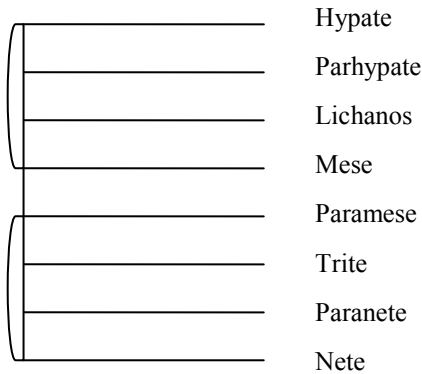 Hypate
Parhypate
Lichanos
Mese
Paramese
Trite
Paranete
Nete